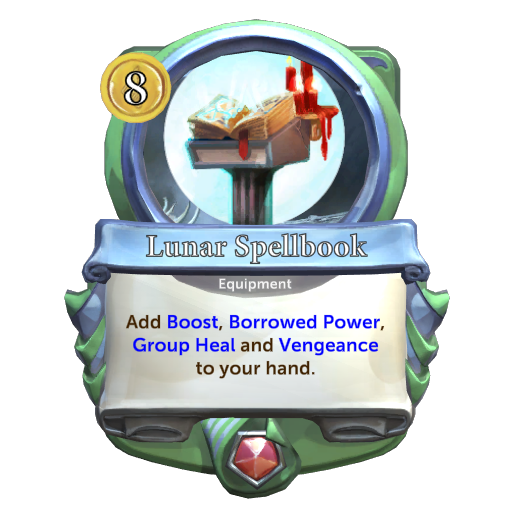 8
Lunar Spellbook
Equipment
Add Boost, Borrowed Power,
Group Heal and Vengeance
to your hand.